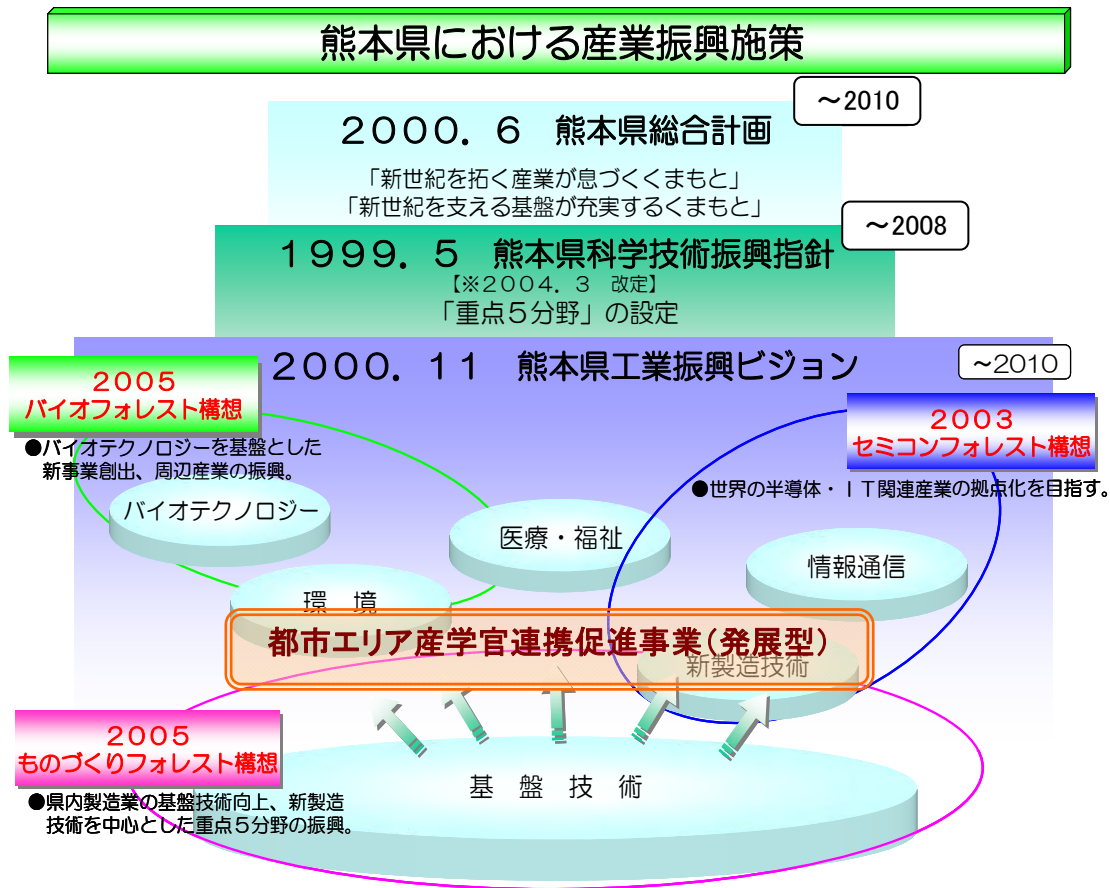 熊本県における産業振興施策
～2010
２０００．６　熊本県総合計画
「新世紀を拓く産業が息づくくまもと」
「新世紀を支える基盤が充実するくまもと」
～2008
１９９９．５　熊本県科学技術振興指針
【※２００４．３　改定】
「重点５分野」の設定
２０００．１１　熊本県工業振興ビジョン
～2010
２００５
バイオフォレスト構想
●バイオテクノロジーを基盤とした
新事業創出、周辺産業の振興。
２００３
セミコンフォレスト構想
●世界の半導体・ＩＴ関連産業の拠点化を目指す。
バイオテクノロジー
医療・福祉
情報通信
環　境
都市エリア産学官連携促進事業（発展型）
新製造技術
２００５
ものづくりフォレスト構想
●県内製造業の基盤技術向上、新製造
技術を中心とした重点５分野の振興。
基　盤　技　術